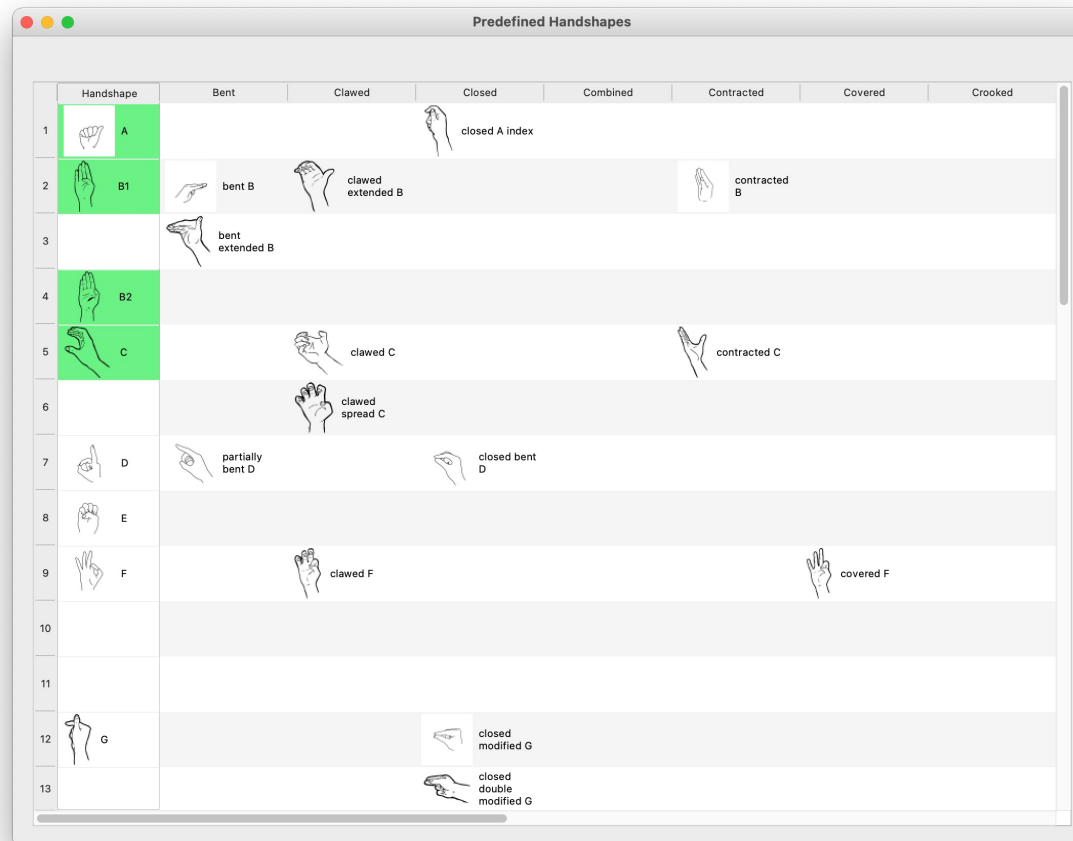 Predefined Handshapes
Handshape Bent Clawed Closed Combined Contracted Covered Crooked
1 A closed A index
2 B1 bent B clawed extended B contracted B
3 bent extended B
4 B2
5 C clawed C contracted C
6 clawed spread C
7 D partially bent D closed bent D
8 E
9 F clawed F covered F
10
11
12 G closed modified G
13 closed double modified G